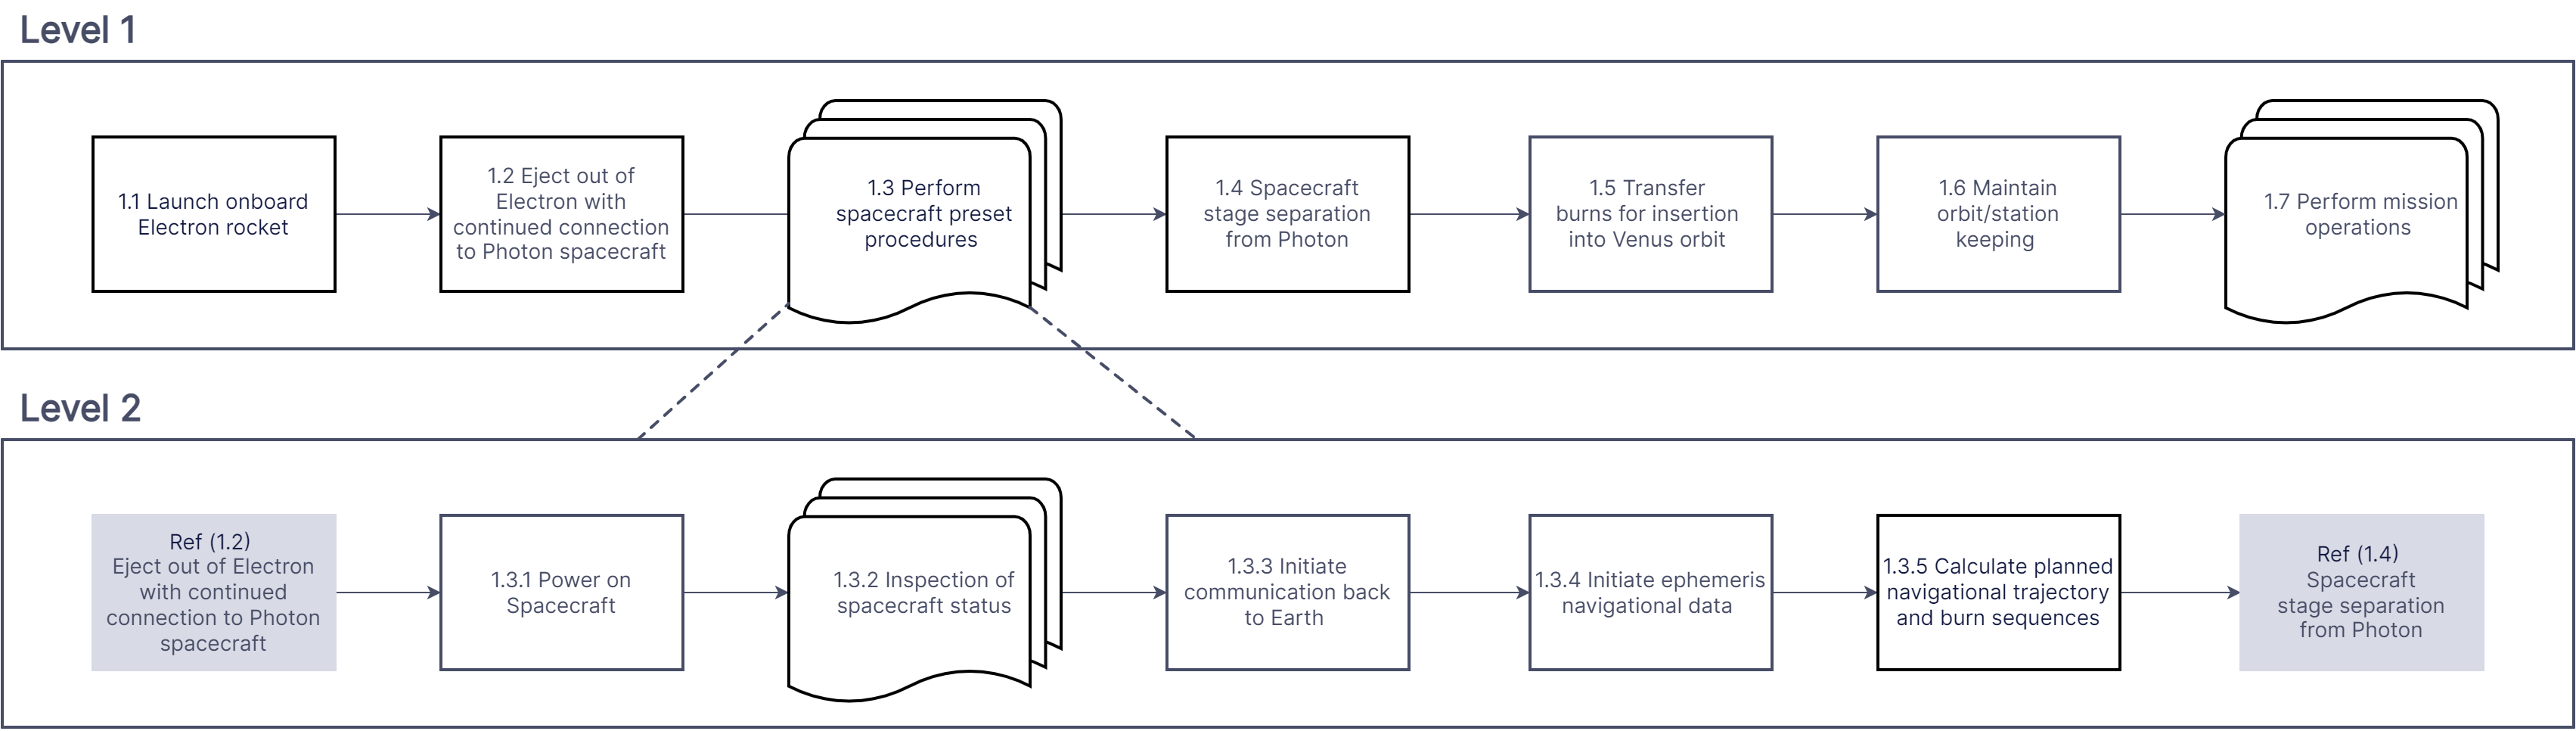 Level 1
1.1 Launch onboard
Electron rocket
1.2 Eject out of
Electron with
continued connection
to Photon spacecraft
1.3 Perform
spacecraft preset
procedures
1.4 Spacecraft
stage separation
from Photon
1.5 Transfer
burns for insertion
into Venus orbit
1.6 Maintain
orbit/station
keeping
1.7 Perform mission
operations
Level 2
Ref (1.2)
Eject out of Electron
with continued
connection to Photon
spacecraft
1.3.1 Power on
Spacecraft
1.3.2 Inspection of
spacecraft status
1.3.3 Initiate
communication back
to Earth
1.3.4 Initiate ephemeris
navigational data
1.3.5 Calculate planned
navigational trajectory
and burn sequences
Ref (1.4)
Spacecraft
stage separation
from Photon